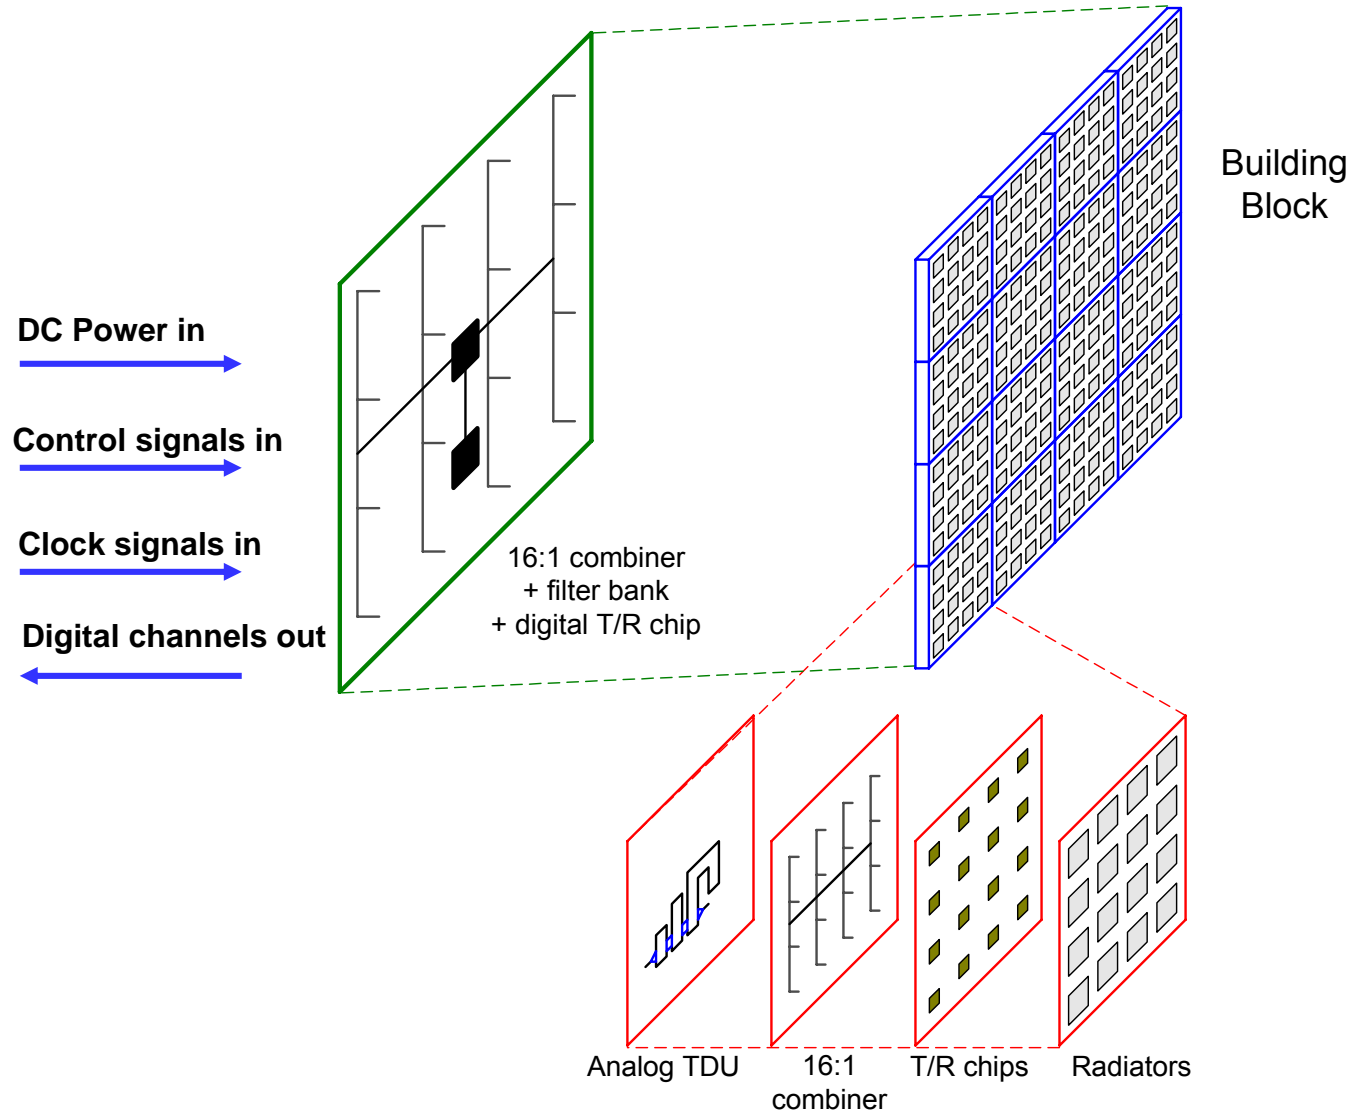 Building
Block
DC Power in
Control signals in
Clock signals in
Digital channels out
16:1 combiner
+ filter bank
+ digital T/R chip
Analog TDU
16:1
combiner
T/R chips
Radiators